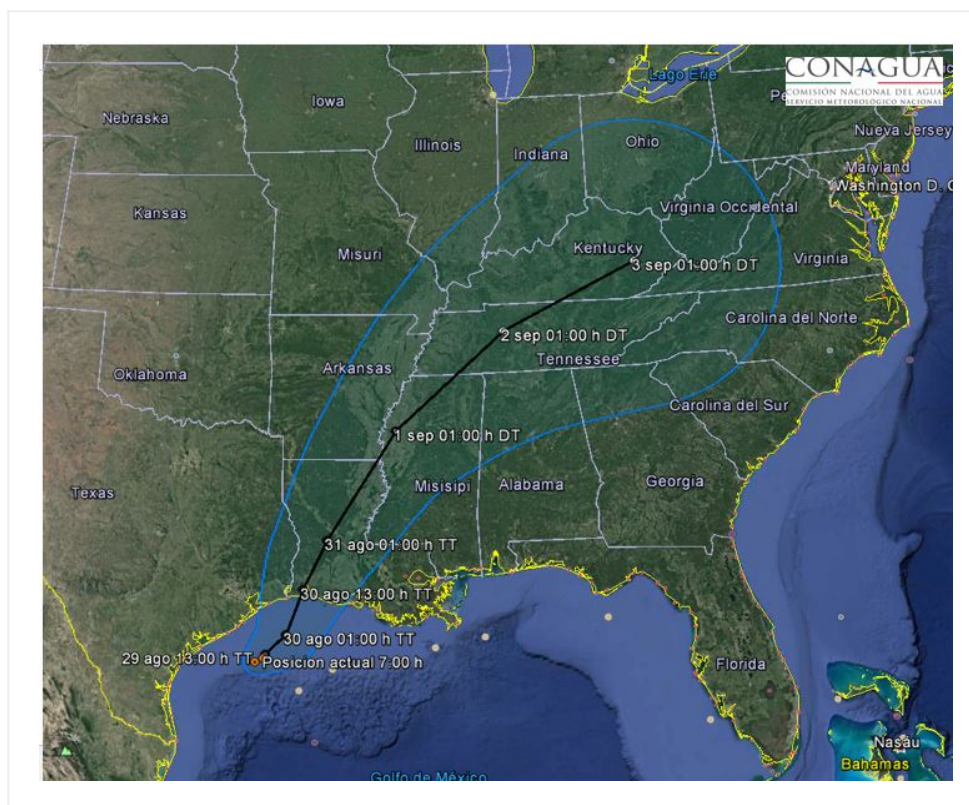 CONAGUA
COMISIÓN NACIONAL DEL AGUA
SERVICIO METEOROLÓGICO NACIONAL
Lago Erie
Iowa
Nebraska
Pe
Nueva Jersey
Illinois
Indiana
Ohio
Maryland
Washington D. C
Kansas
Virginia Occidental
Misuri
Kentucky
Virginia
3 sep 01:00 h DT
Carolina del Norte
2 sep 01:00 h DT
Tennessee
Oklahoma
Arkansas
Carolina del Sur
1 sep 01:00 h DT
Texas
Misisipi
Alabama
Georgia
31 ago 01:00 h TT
30 ago 13:00 h TT
30 ago 01:00 h TT
29 ago 13:00 h TT
Posición actual 7:00 h
Florida
Nasáu
Bahamas
Golfo de México